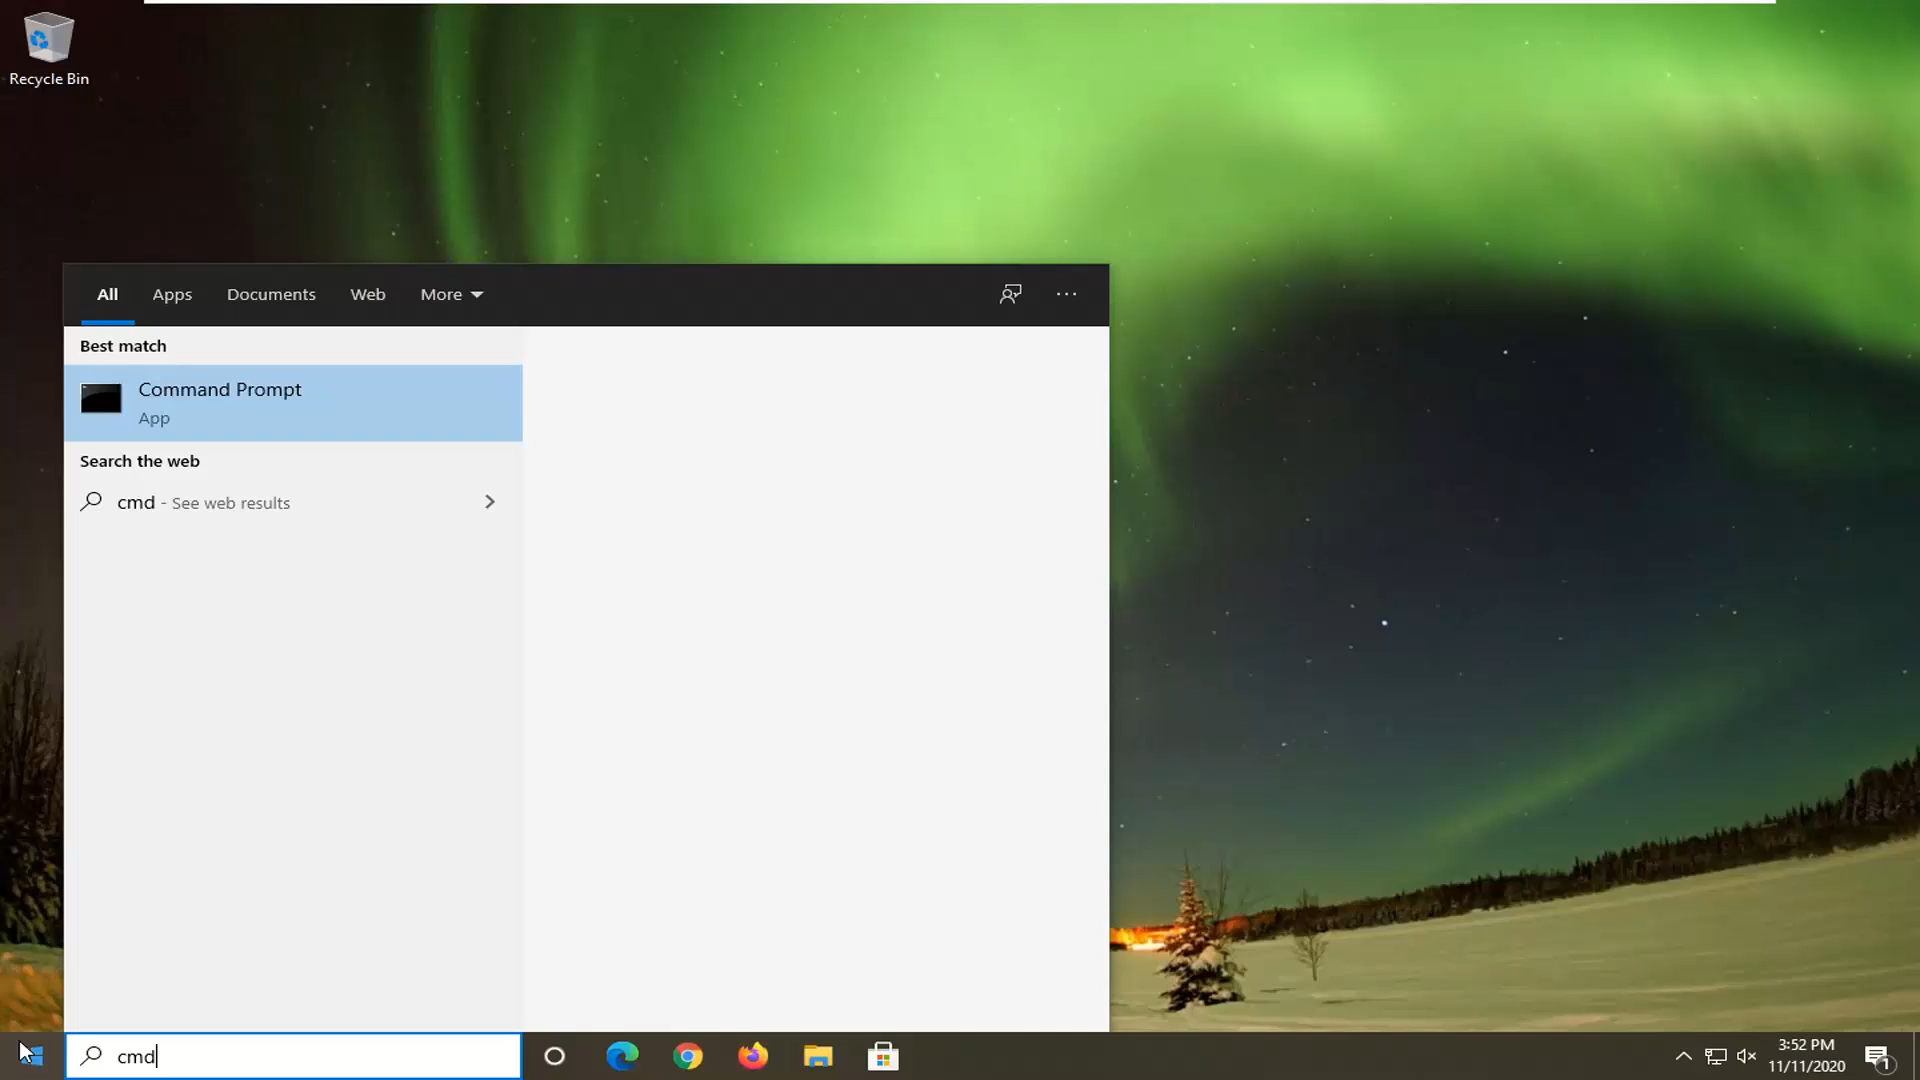 Recycle Bin
All Apps Documents Web More
Best match
Command Prompt
App
Search the web
cmd - See web results
cmd
3:52 PM
11/11/2020
1